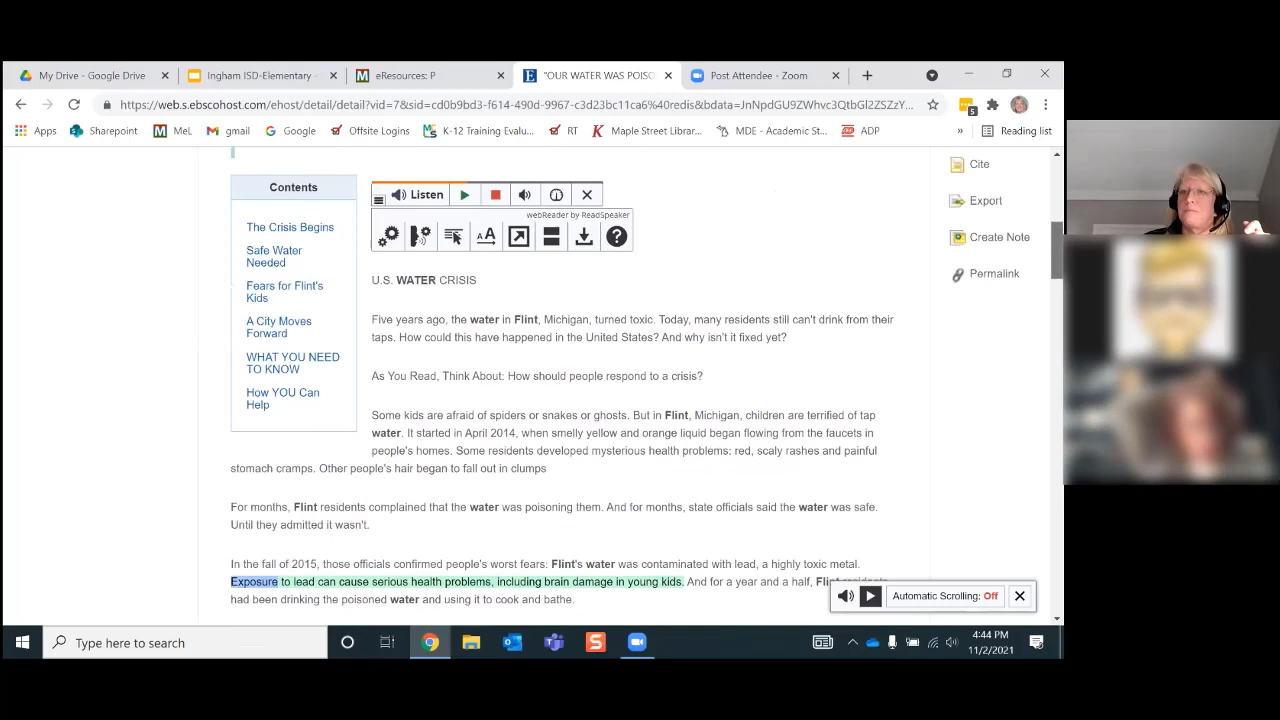 My Drive - Google Drive
Ingham ISD-Elementary -
eResources: P
"OUR WATER WAS POISO
Post Attendee - Zoom
https://web.s.ebscohost.com/ehost/detail/detail?vid=7&sid=cd0b9bd3-f614-490d-9967-c3d23bc11ca6%40redis&bdata=JnNpdGU9ZWhvc3QtbGl2ZSZzY...
5
Apps
Sharepoint
MeL
gmail
Google
Offsite Logins
K-12 Training Evalu...
RT
Maple Street Librar...
MDE - Academic St...
ADP
»
Reading list
Contents
The Crisis Begins
Safe Water
Needed
Fears for Flint's
Kids
A City Moves
Forward
WHAT YOU NEED
TO KNOW
How YOU Can
Help
Listen
webReader by ReadSpeaker
U.S. WATER CRISIS
Five years ago, the water in Flint, Michigan, turned toxic. Today, many residents still can't drink from their
taps. How could this have happened in the United States? And why isn't it fixed yet?
As You Read, Think About: How should people respond to a crisis?
Some kids are afraid of spiders or snakes or ghosts. But in Flint, Michigan, children are terrified of tap
water. It started in April 2014, when smelly yellow and orange liquid began flowing from the faucets in
people's homes. Some residents developed mysterious health problems: red, scaly rashes and painful
stomach cramps. Other people's hair began to fall out in clumps
For months, Flint residents complained that the water was poisoning them. And for months, state officials said the water was safe.
Until they admitted it wasn't.
In the fall of 2015, those officials confirmed people's worst fears: Flint's water was contaminated with lead, a highly toxic metal.
Exposure to lead can cause serious health problems, including brain damage in young kids. And for a year and a half, Flint residents
had been drinking the poisoned water and using it to cook and bathe.
Cite
Export
Create Note
Permalink
Automatic Scrolling: Off
Type here to search
4:44 PM
11/2/2021